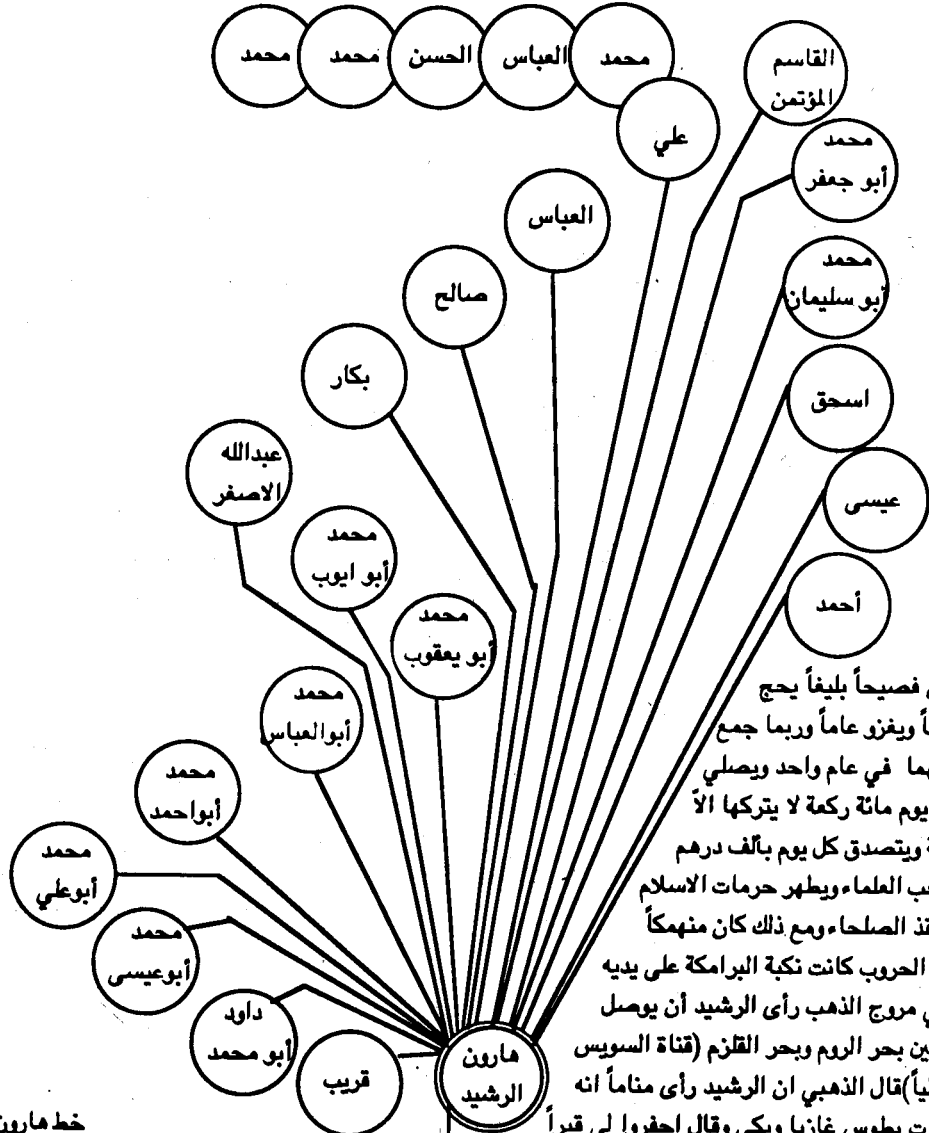 محمد العباس الحسن محمد محمد
القاسم
المؤتمن
علي
محمد
أبو جعفر
العباس
محمد
أبو سليمان
صالح
بكار
اسحق
عبدالله
الاصغر
عيسى
محمد
أبو ايوب
أحمد
محمد
أبو يعقوب
محمد
أبوالعباس
محمد
أبواحمد
محمد
أبوعلي
محمد
أبوعيسى
داود
أبو محمد
قريب
هارون
الرشيد
فصيحاً بليغاً يحج
ويغزو عاماً وربما جمع
في عام واحد ويصلي
يوم مائة ركعة لا يتركها الاّ
ويتصدق كل يوم بألف درهم
العلماء ويطهر حرمات الاسلام
الصلحاء ومع ذلك كان منهمكاً
الحروب كانت نكبة البرامكة على يديه
مروج الذهب رأى الرشيد أن يوصل
بين بحر الروم وبحر القلزم (قناة السويس
قال الذهبي ان الرشيد رأى مناماً انه
بطوس غازيا وبكى وقال احفروا لي قبراً
خط هارون